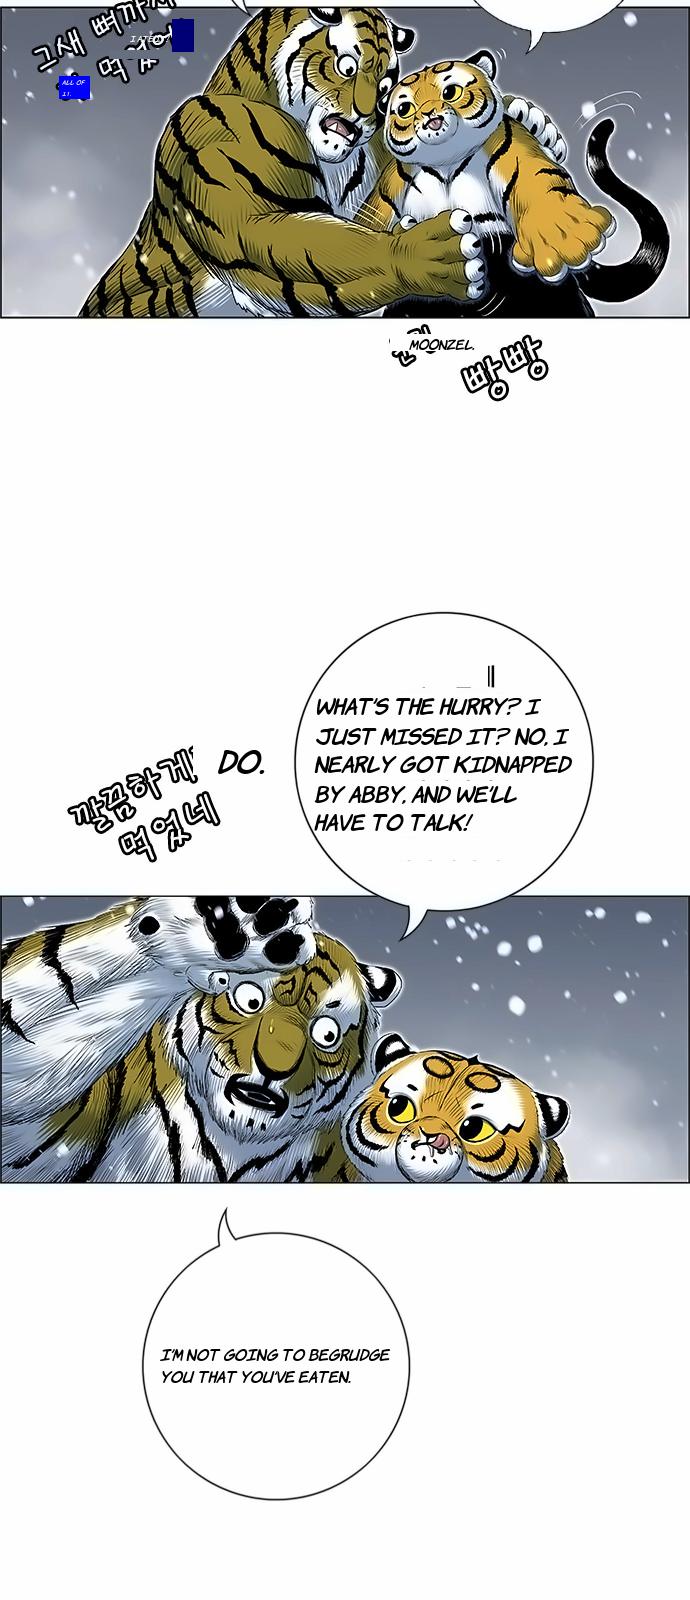 그새 뼈까지
먹었
ALL OF
IT.
MOONZEL.
빵빵
WHAT'S THE HURRY? I
JUST MISSED IT? NO, I
NEARLY GOT KIDNAPPED
BY ABBY, AND WE'LL
HAVE TO TALK!
DO.
깔끔하게
먹었네
I'M NOT GOING TO BEGRUDGE
YOU THAT YOU'VE EATEN.